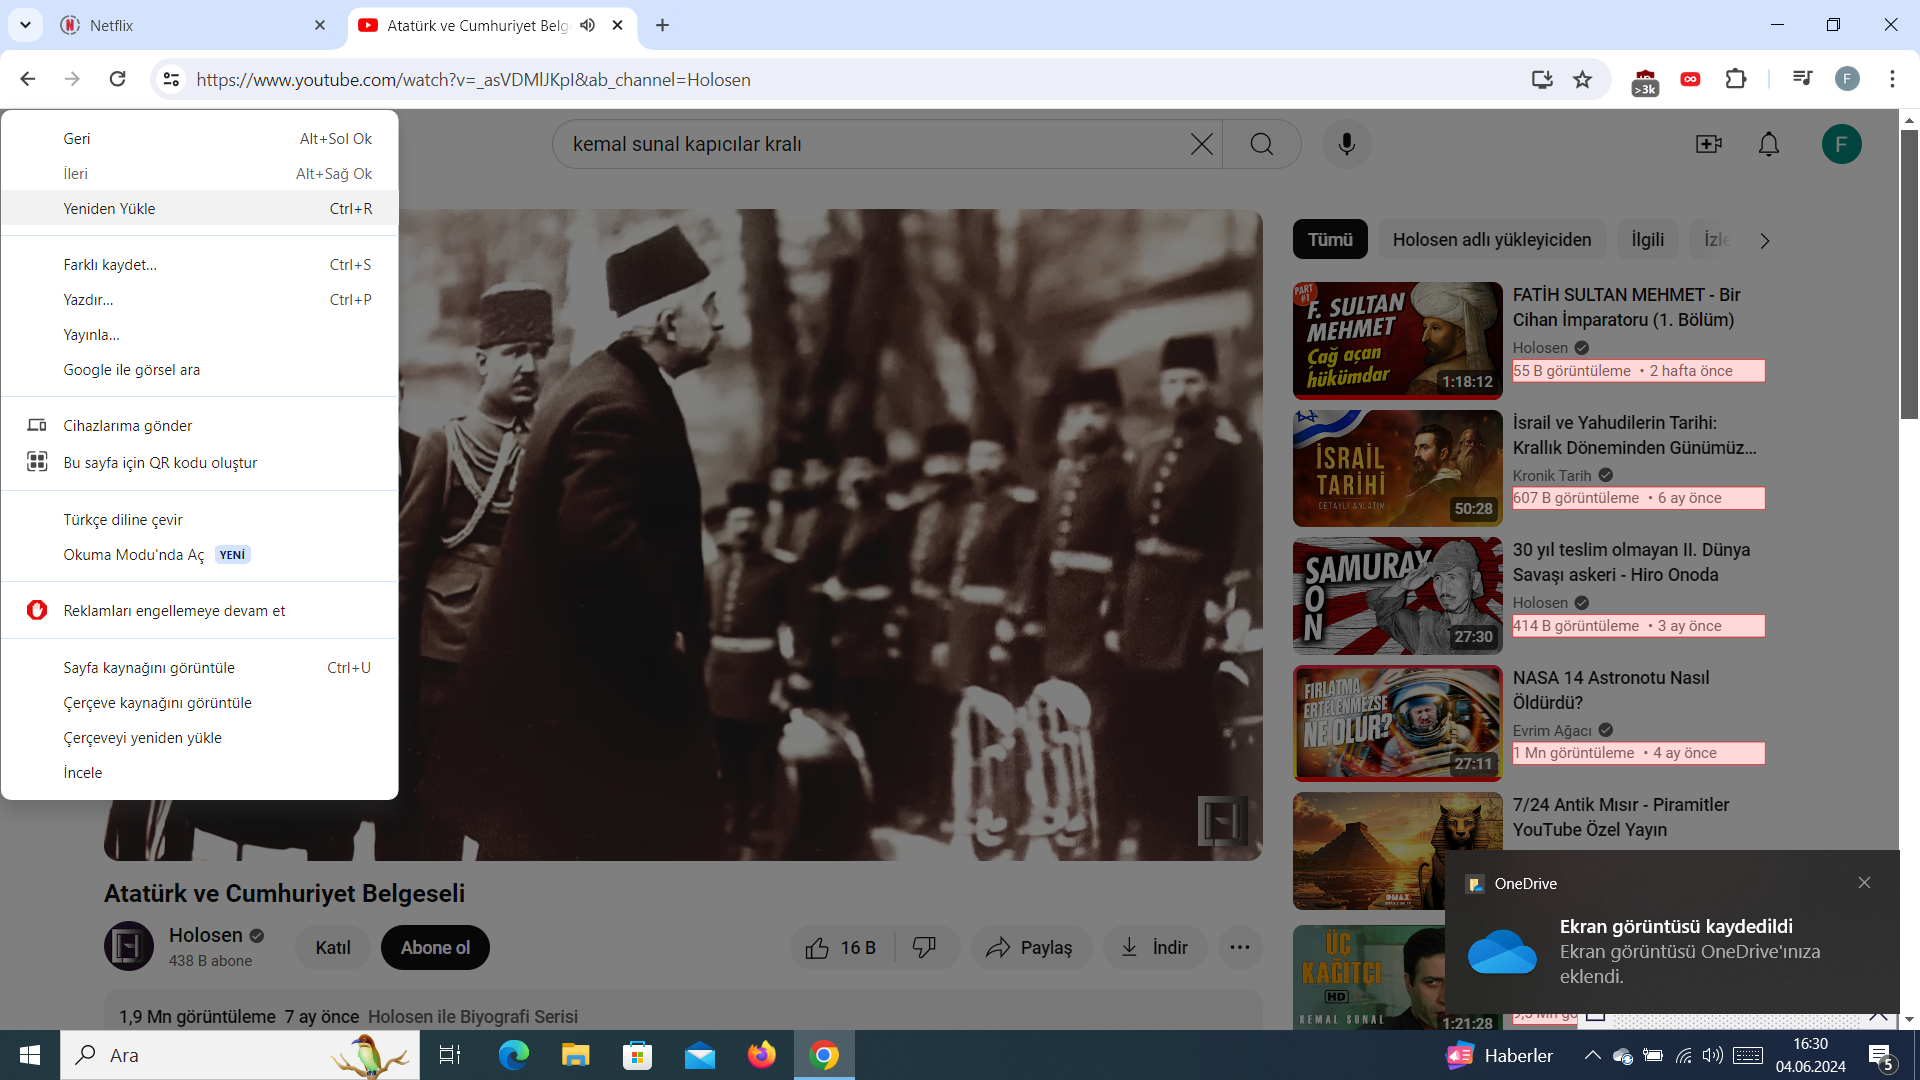 Netflix
Atatürk ve Cumhuriyet Belg
https://www.youtube.com/watch?v=_asVDMlJKpI&ab_channel=Holosen
>3k
F
Geri Alt+Sol Ok
İleri Alt+Sağ Ok
Yeniden Yükle Ctrl+R
Farklı kaydet... Ctrl+S
Yazdır... Ctrl+P
Yayınla...
Google ile görsel ara
Cihazlarıma gönder
Bu sayfa için QR kodu oluştur
Türkçe diline çevir
Okuma Modu'nda Aç YENİ
Reklamları engellemeye devam et
Sayfa kaynağını görüntüle Ctrl+U
Çerçeve kaynağını görüntüle
Çerçeveyi yeniden yükle
İncele
kemal sunal kapıcılar kralı
F
Tümü Holosen adlı yükleyiciden İlgili İzle
PART #1
F. SULTAN
MEHMET
Çağ açan
hükümdar
1:18:12
FATİH SULTAN MEHMET - Bir
Cihan İmparatoru (1. Bölüm)
Holosen
55 B görüntüleme • 2 hafta önce
İSRAİL
TARİHİ
DETAYLI ANLATIM
50:28
İsrail ve Yahudilerin Tarihi:
Krallık Döneminden Günümüz...
Kronik Tarih
607 B görüntüleme • 6 ay önce
SAMURAY
SON
27:30
30 yıl teslim olmayan II. Dünya
Savaşı askeri - Hiro Onoda
Holosen
414 B görüntüleme • 3 ay önce
FIRLATMA
ERTELENMEZSE
NE OLUR?
27:11
NASA 14 Astronotu Nasıl
Öldürdü?
Evrim Ağacı
1 Mn görüntüleme • 4 ay önce
DMAX
7/24 Antik Mısır - Piramitler
YouTube Özel Yayın
ÜÇ
KAĞITÇI
HD
KEMAL SUNAL
1:21:28
Atatürk ve Cumhuriyet Belgeseli
Holosen
438 B abone
Katıl Abone ol 16 B Paylaş İndir
1,9 Mn görüntüleme 7 ay önce Holosen ile Biyografi Serisi
OneDrive
Ekran görüntüsü kaydedildi
Ekran görüntüsü OneDrive'ınıza
eklendi.
Ara
Haberler
16:30
04.06.2024
5